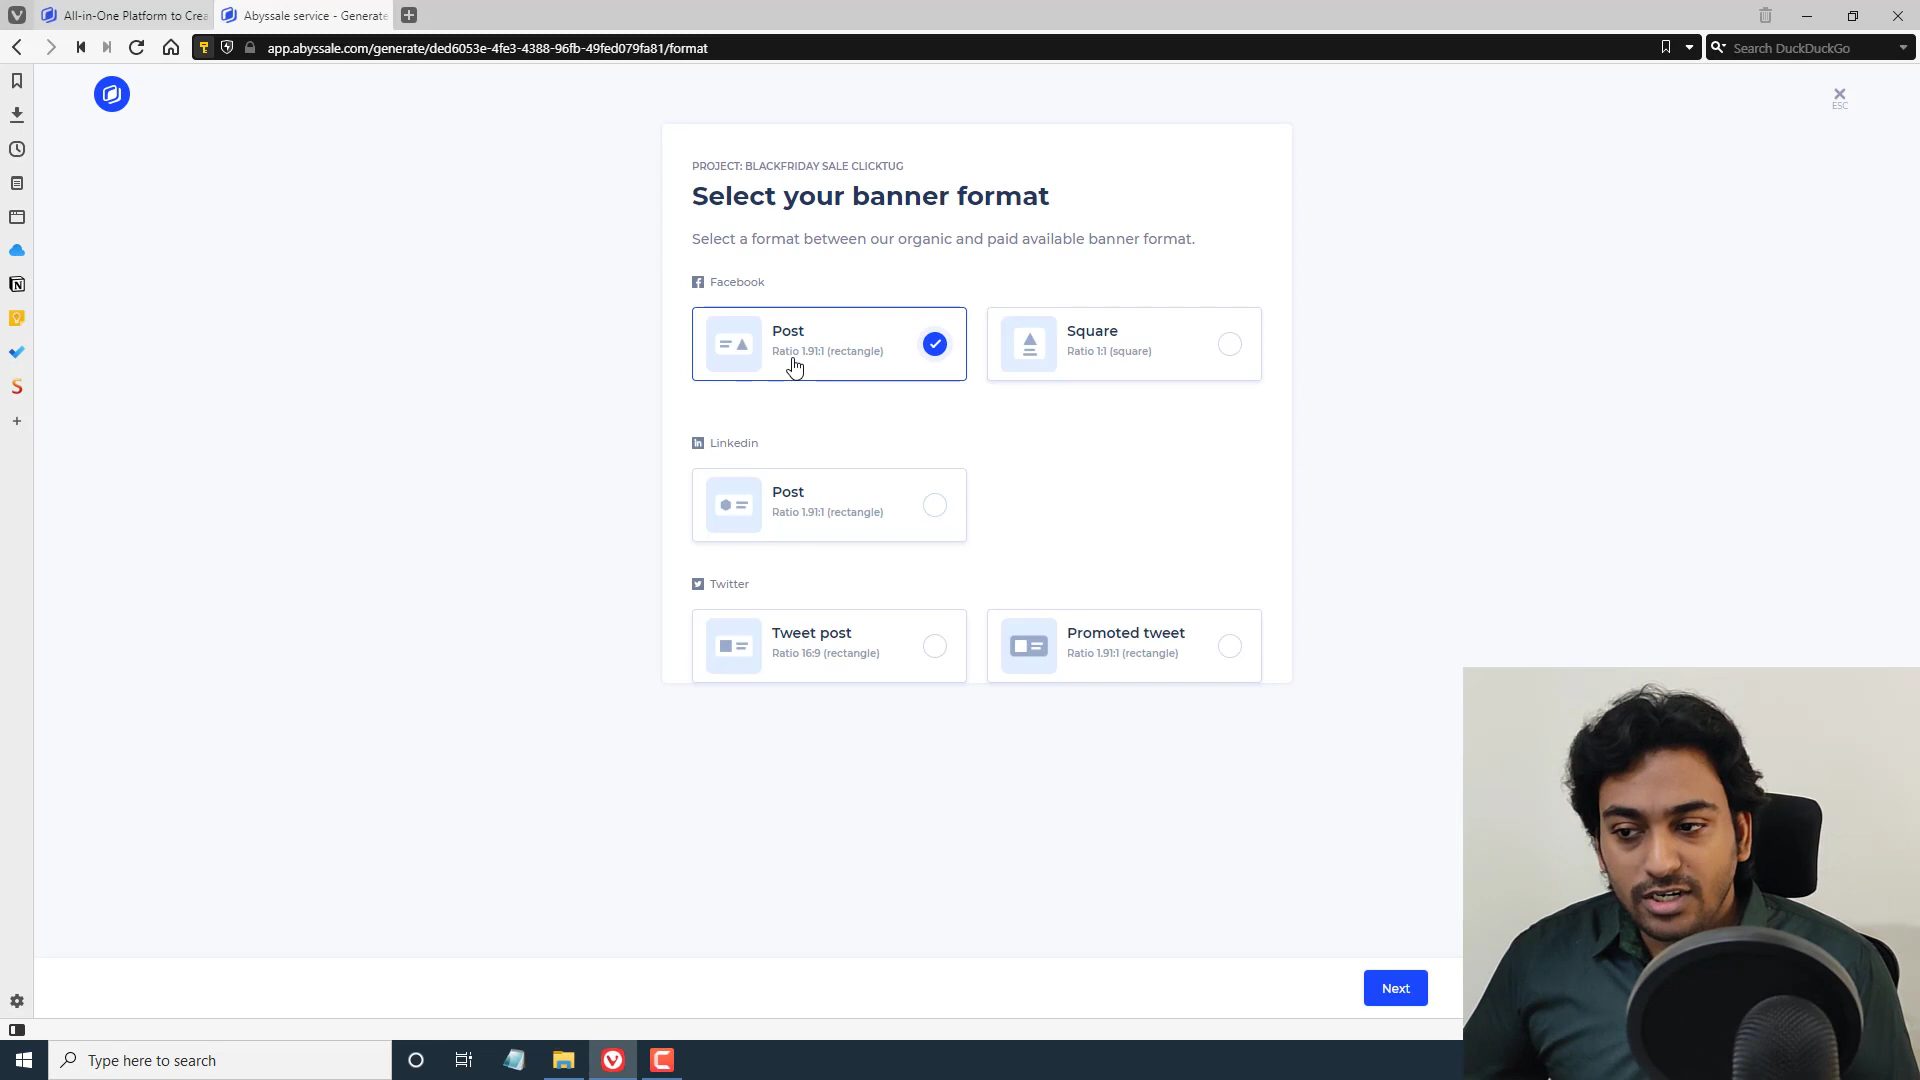 All-in-One Platform to Crea
Abyssale service - Generate
app.abyssale.com/generate/ded6053e-4fe3-4388-96fb-49fed079fa81/format
Search DuckDuckGo
ESC
PROJECT: BLACKFRIDAY SALE CLICKTUG
Select your banner format
Select a format between our organic and paid available banner format.
Facebook
Post
Ratio 1.91:1 (rectangle)
Square
Ratio 1:1 (square)
Linkedin
Post
Ratio 1.91:1 (rectangle)
Twitter
Tweet post
Ratio 16:9 (rectangle)
Promoted tweet
Ratio 1.91:1 (rectangle)
Next
Type here to search